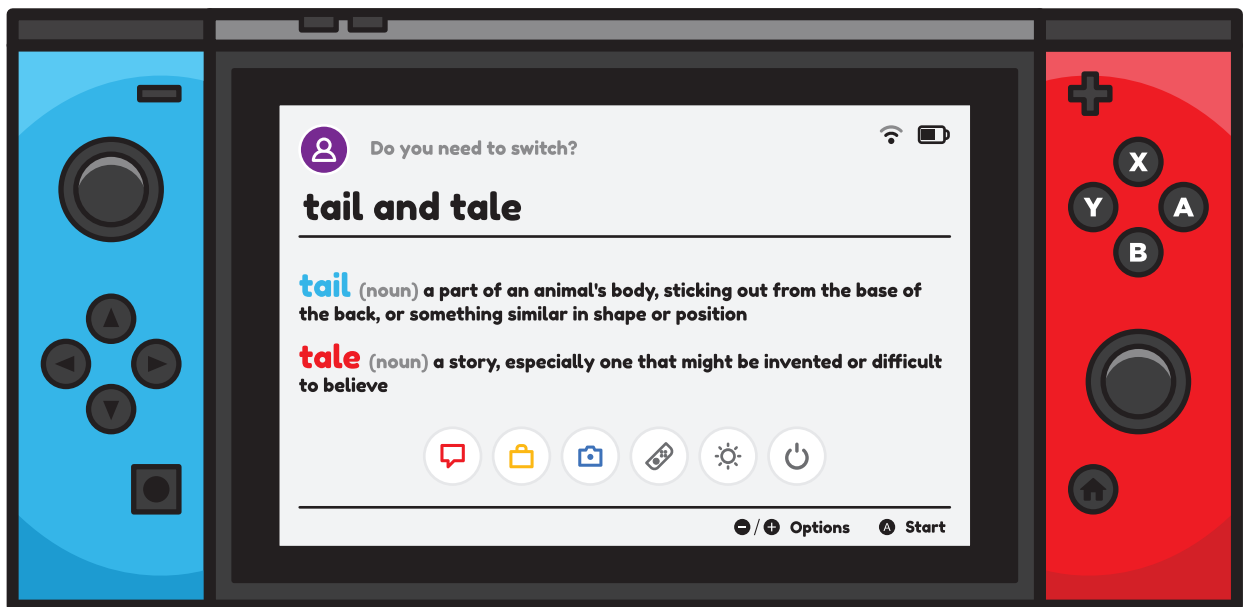 Do you need to switch?
tail and tale
tail (noun) a part of an animal's body, sticking out from the base of
the back, or something similar in shape or position
tale (noun) a story, especially one that might be invented or difficult
to believe
−/+ Options A Start
X
Y A
B